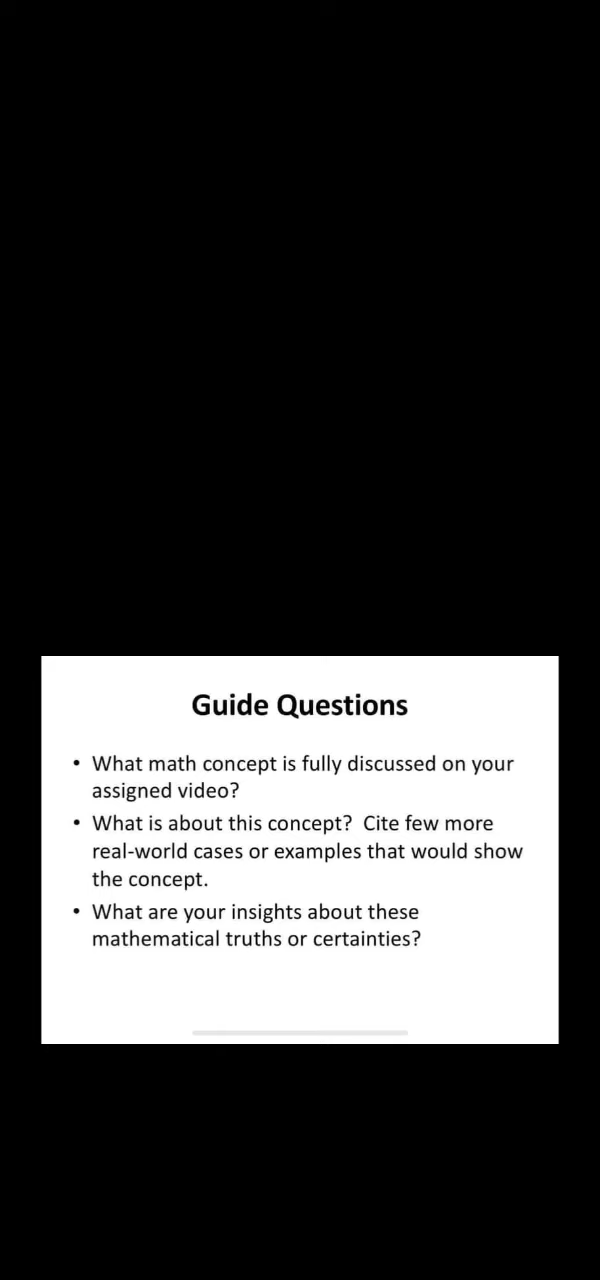 Guide Questions
• What math concept is fully discussed on your
assigned video?
• What is about this concept?  Cite few more
real-world cases or examples that would show
the concept.
• What are your insights about these
mathematical truths or certainties?